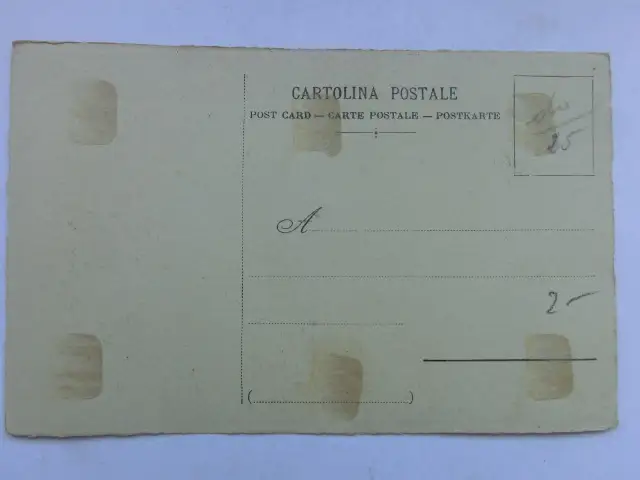 CARTOLINA POSTALE
POST CARD — CARTE POSTALE — POSTKARTE
25
A
2-
( )